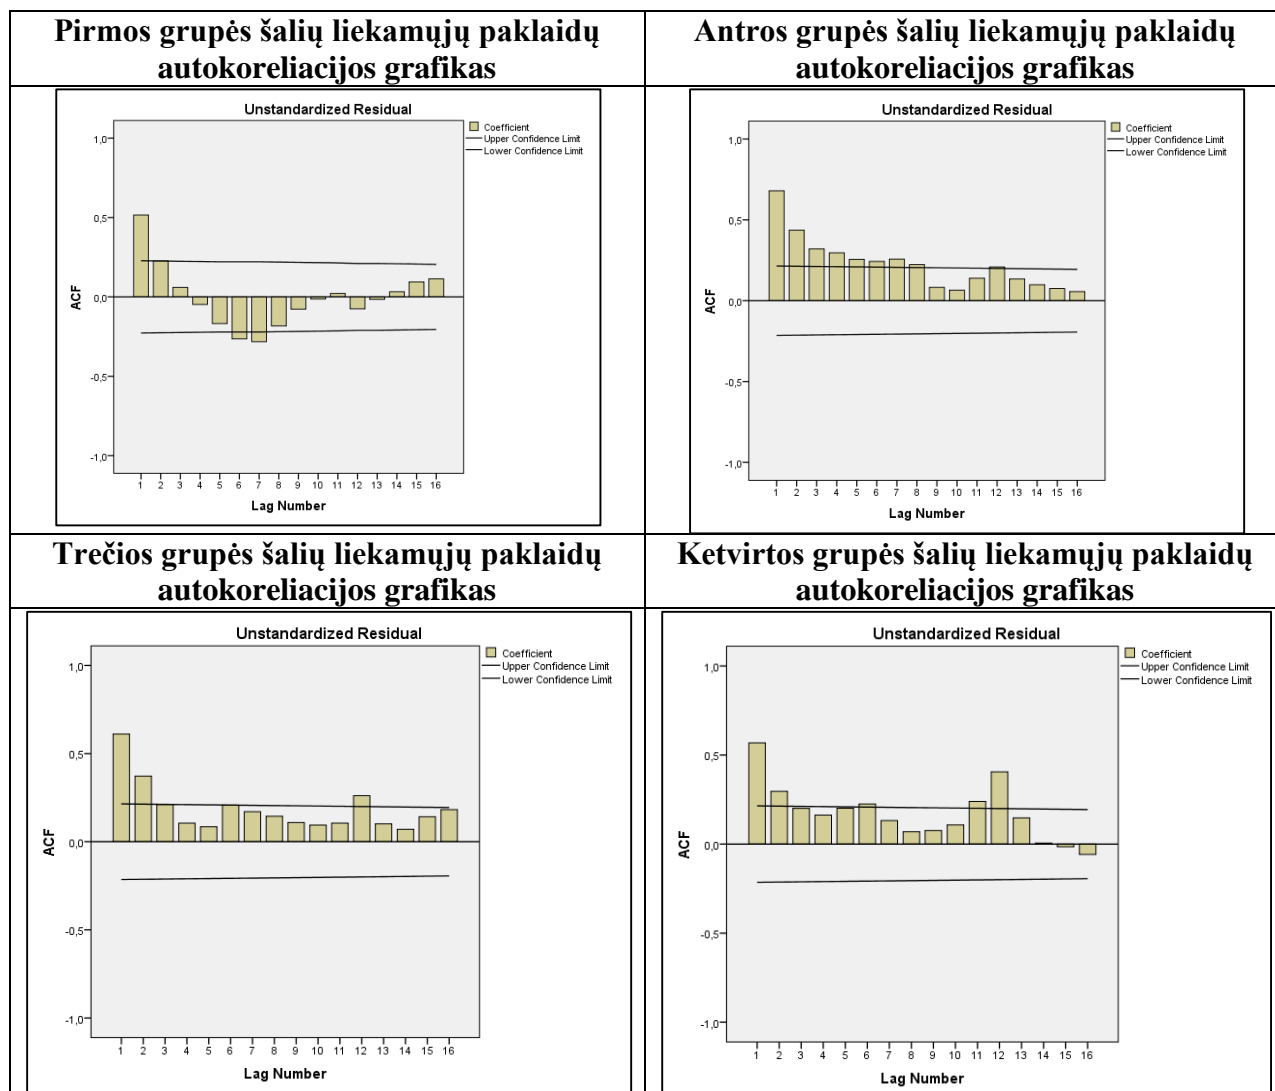 Pirmos grupės šalių liekamųjų paklaidų
autokoreliacijos grafikas
Antros grupės šalių liekamųjų paklaidų
autokoreliacijos grafikas
Unstandardized Residual
Coefficient
Upper Confidence Limit
Lower Confidence Limit
1,0
0,5
0,0
-0,5
-1,0
ACF
1 2 3 4 5 6 7 8 9 10 11 12 13 14 15 16
Lag Number
Unstandardized Residual
Coefficient
Upper Confidence Limit
Lower Confidence Limit
1,0
0,5
0,0
-0,5
-1,0
ACF
1 2 3 4 5 6 7 8 9 10 11 12 13 14 15 16
Lag Number
Trečios grupės šalių liekamųjų paklaidų
autokoreliacijos grafikas
Ketvirtos grupės šalių liekamųjų paklaidų
autokoreliacijos grafikas
Unstandardized Residual
Coefficient
Upper Confidence Limit
Lower Confidence Limit
1,0
0,5
0,0
-0,5
-1,0
ACF
1 2 3 4 5 6 7 8 9 10 11 12 13 14 15 16
Lag Number
Unstandardized Residual
Coefficient
Upper Confidence Limit
Lower Confidence Limit
1,0
0,5
0,0
-0,5
-1,0
ACF
1 2 3 4 5 6 7 8 9 10 11 12 13 14 15 16
Lag Number